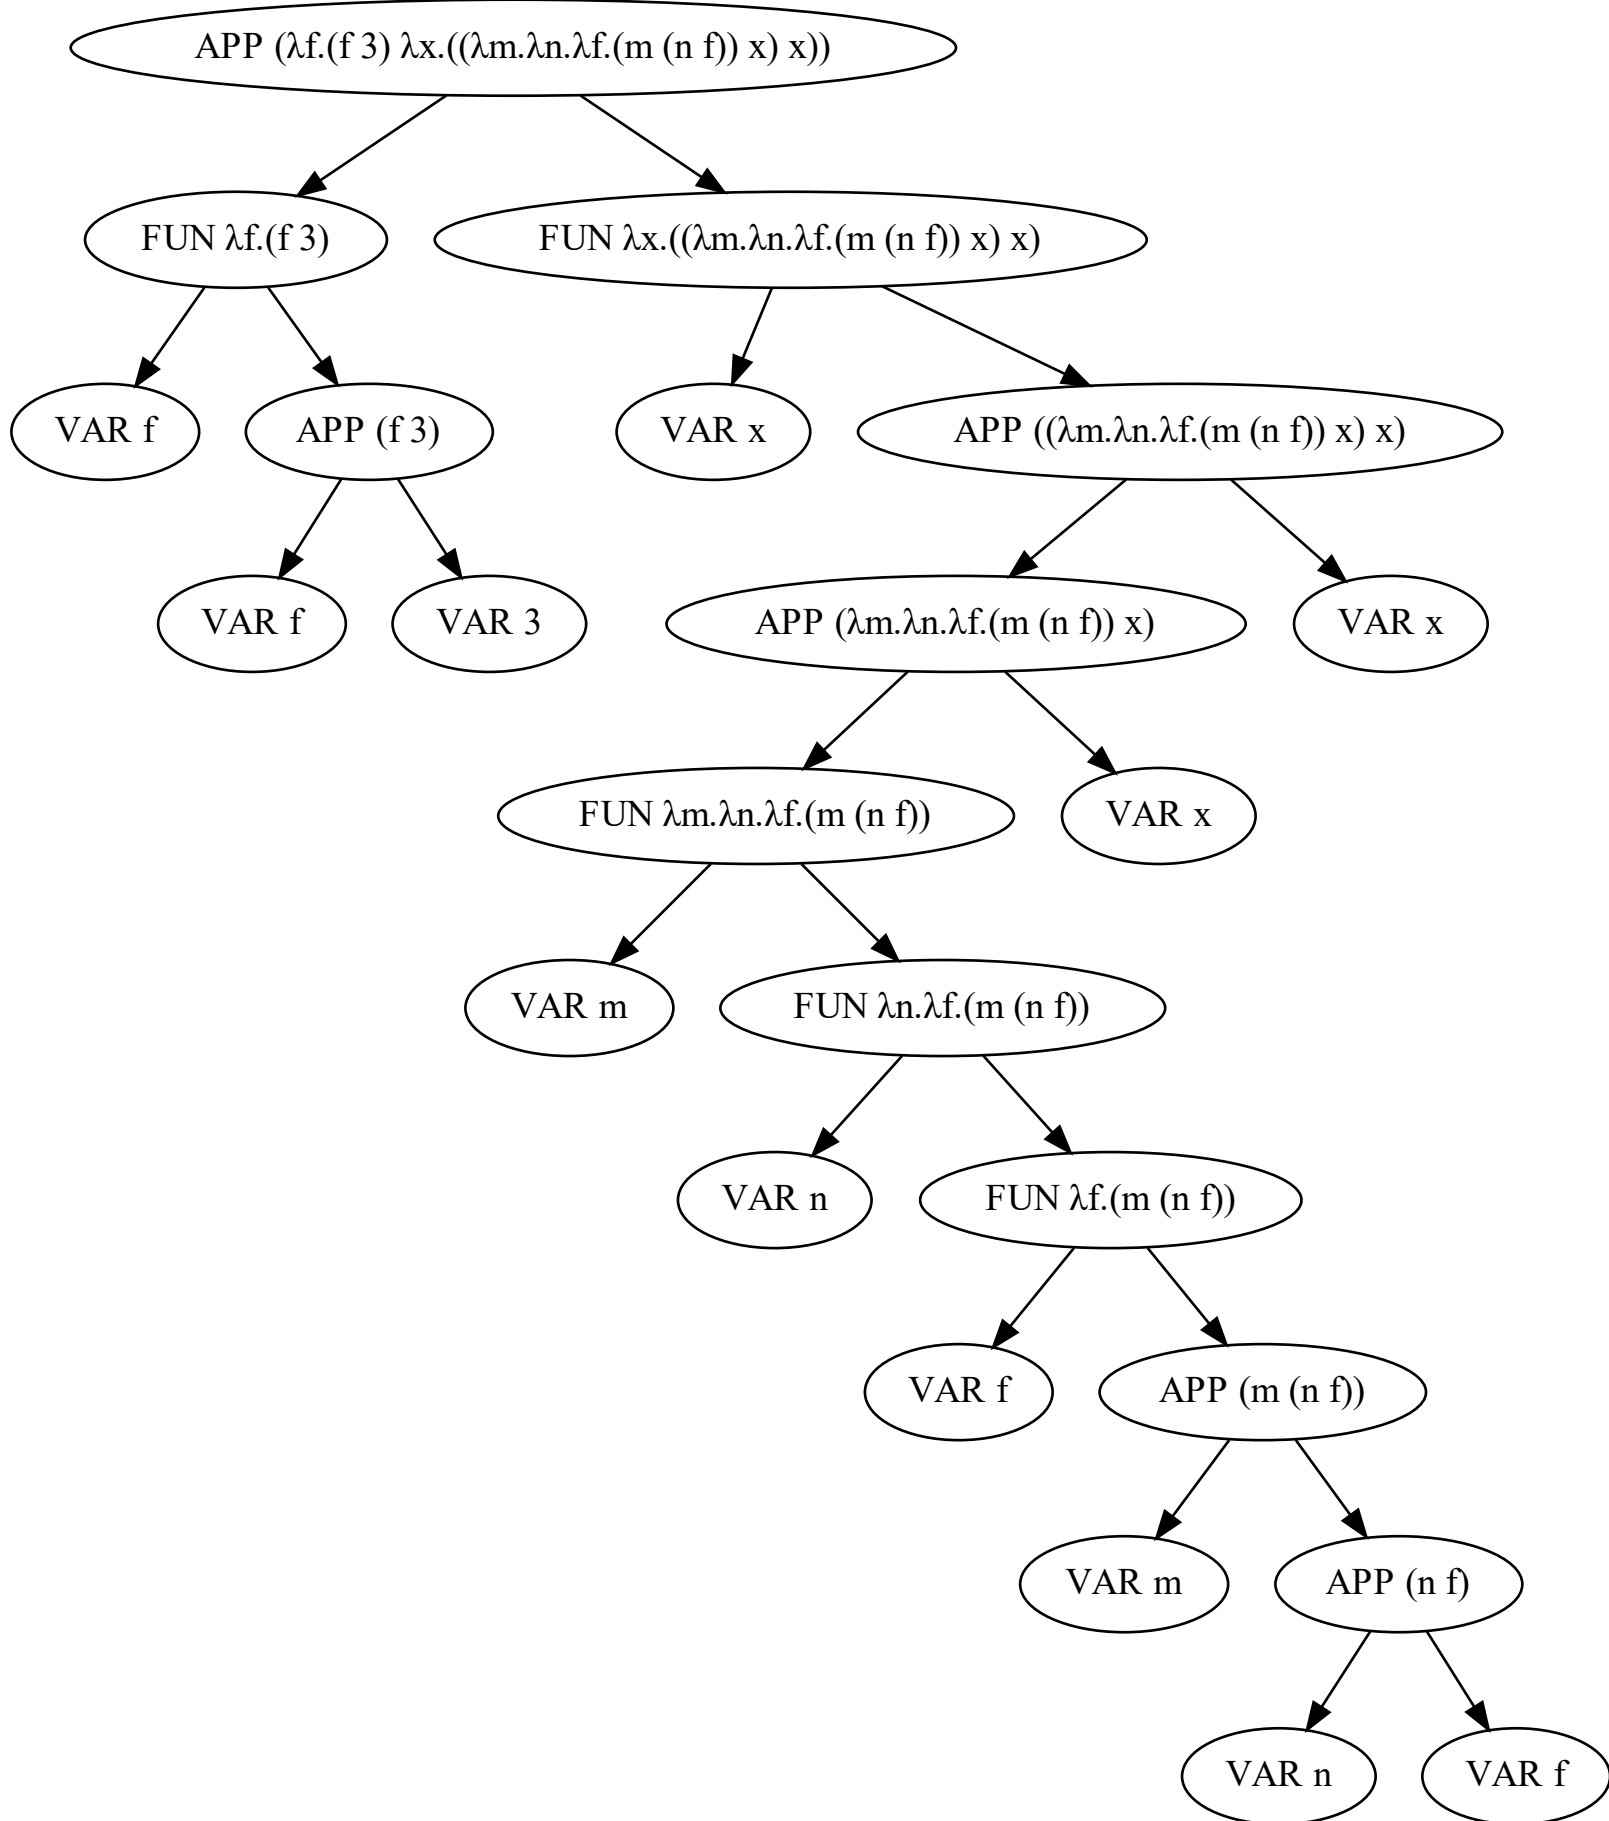 APP (λf.(f 3) λx.((λm.λn.λf.(m (n f)) x) x))
FUN λf.(f 3)
FUN λx.((λm.λn.λf.(m (n f)) x) x)
VAR f
APP (f 3)
VAR x
APP ((λm.λn.λf.(m (n f)) x) x)
VAR f
VAR 3
APP (λm.λn.λf.(m (n f)) x)
VAR x
FUN λm.λn.λf.(m (n f))
VAR x
VAR m
FUN λn.λf.(m (n f))
VAR n
FUN λf.(m (n f))
VAR f
APP (m (n f))
VAR m
APP (n f)
VAR n
VAR f